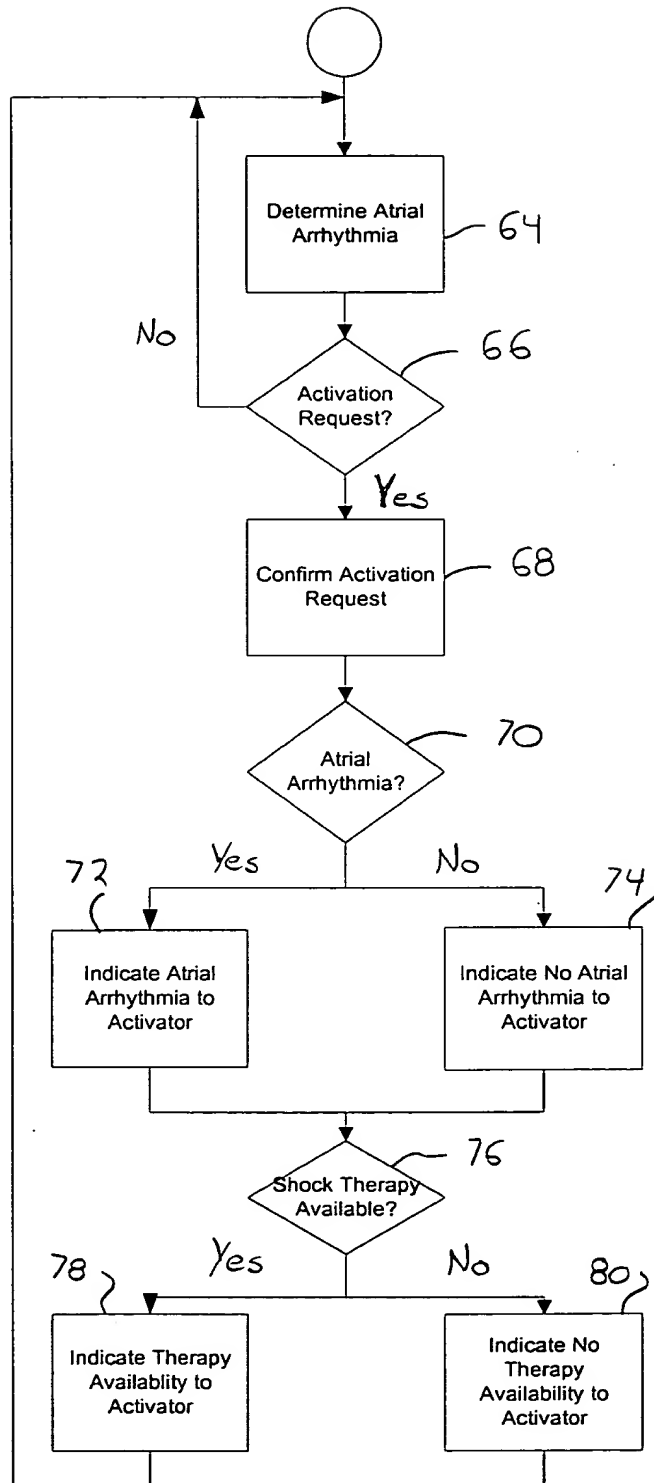 Determine Atrial
Arrhythmia
64
No
66
Activation
Request?
Yes
Confirm Activation
Request
68
70
Atrial
Arrhythmia?
Yes
No
72
74
Indicate Atrial
Arrhythmia to
Activator
Indicate No Atrial
Arrhythmia to
Activator
76
Shock Therapy
Available?
Yes
No
78
80
Indicate Therapy
Availablity to
Activator
Indicate No
Therapy
Availability to
Activator